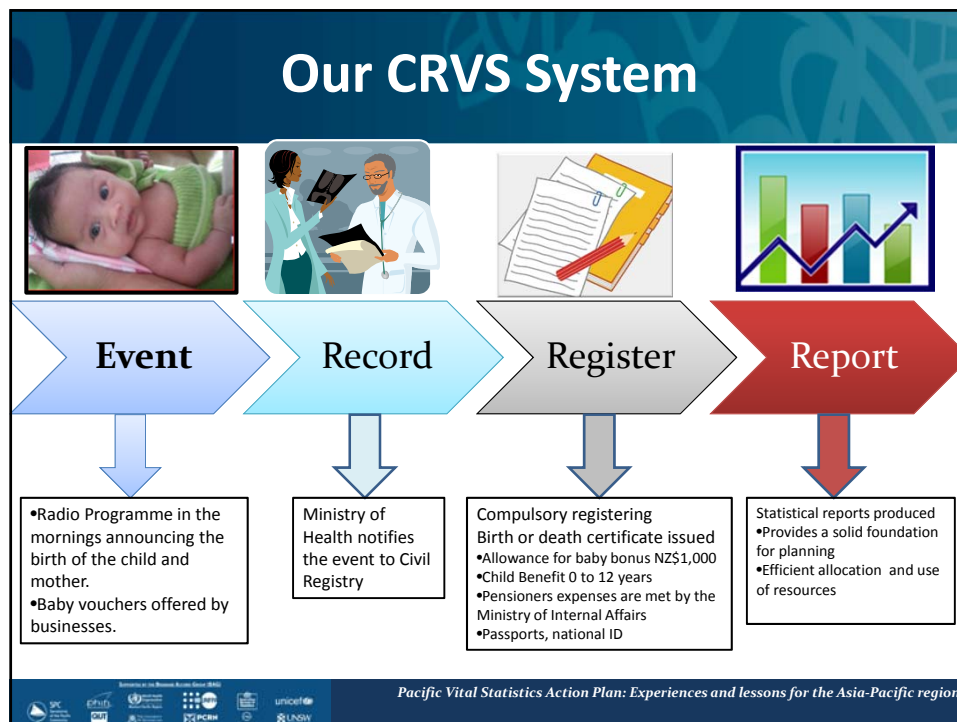 Our CRVS System
Event
Record
Register
Report
•Radio Programme in the
mornings announcing the
birth of the child and
mother.
•Baby vouchers offered by
businesses.
Ministry of
Health notifies
the event to Civil
Registry
Compulsory registering
Birth or death certificate issued
•Allowance for baby bonus NZ$1,000
•Child Benefit 0 to 12 years
•Pensioners expenses are met by the
Ministry of Internal Affairs
•Passports, national ID
Statistical reports produced
•Provides a solid foundation
for planning
•Efficient allocation and use
of resources
Pacific Vital Statistics Action Plan: Experiences and lessons for the Asia-Pacific region
SPC
unicef
QUT
PCRN
UNSW